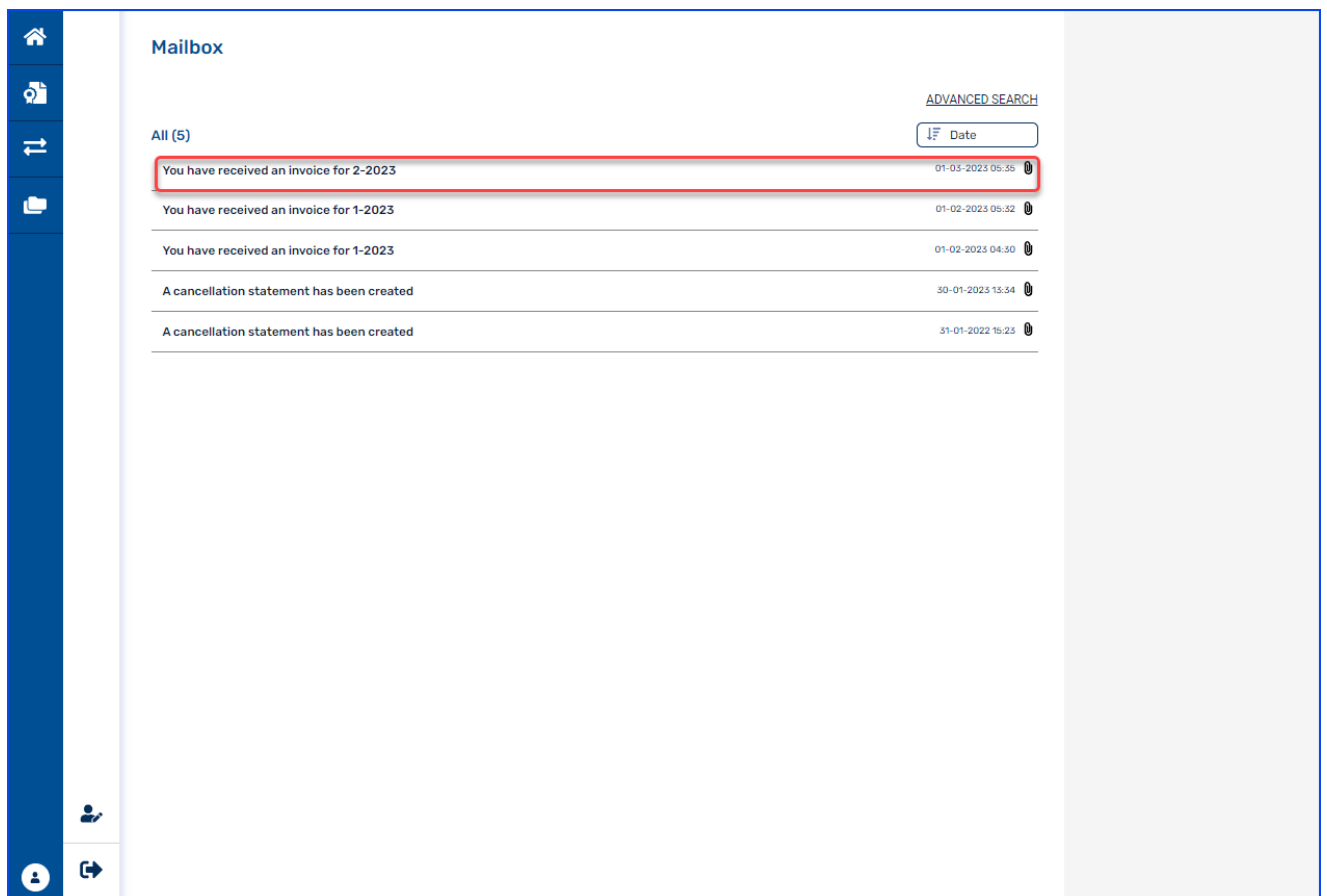 Mailbox
ADVANCED SEARCH
All (5)
Date
You have received an invoice for 2-2023 01-03-2023 05:35
You have received an invoice for 1-2023 01-02-2023 05:32
You have received an invoice for 1-2023 01-02-2023 04:30
A cancellation statement has been created 30-01-2023 13:34
A cancellation statement has been created 31-01-2022 15:23